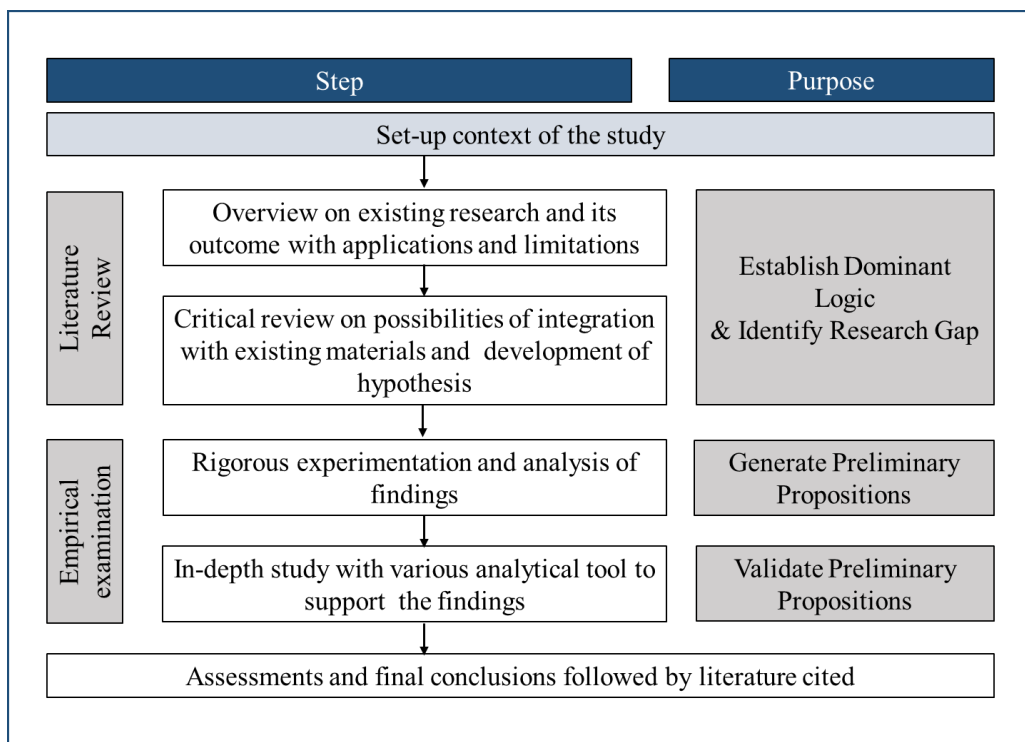 Step
Purpose
Set-up context of the study
Literature
Review
Overview on existing research and its
outcome with applications and limitations
Critical review on possibilities of integration
with existing materials and development of
hypothesis
Establish Dominant
Logic
& Identify Research Gap
Empirical
examination
Rigorous experimentation and analysis of
findings
Generate Preliminary
Propositions
In-depth study with various analytical tool to
support the findings
Validate Preliminary
Propositions
Assessments and final conclusions followed by literature cited